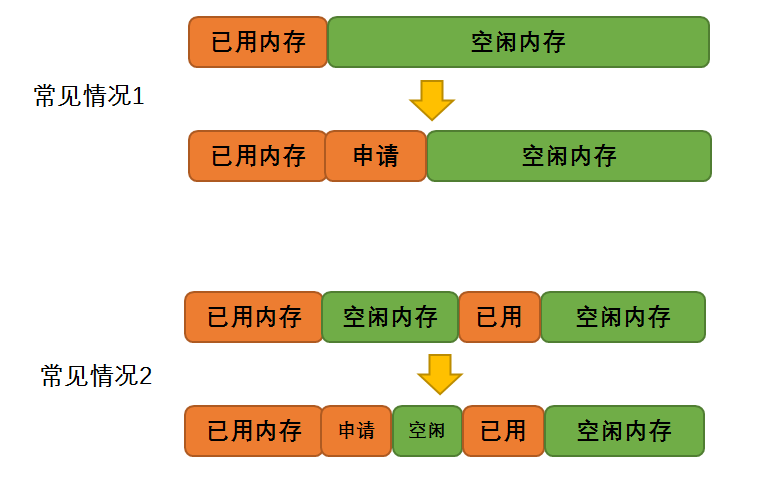 已用内存 空闲内存
常见情况1
已用内存 申请 空闲内存
已用内存 空闲内存 已用 空闲内存
常见情况2
已用内存 申请 空闲 已用 空闲内存